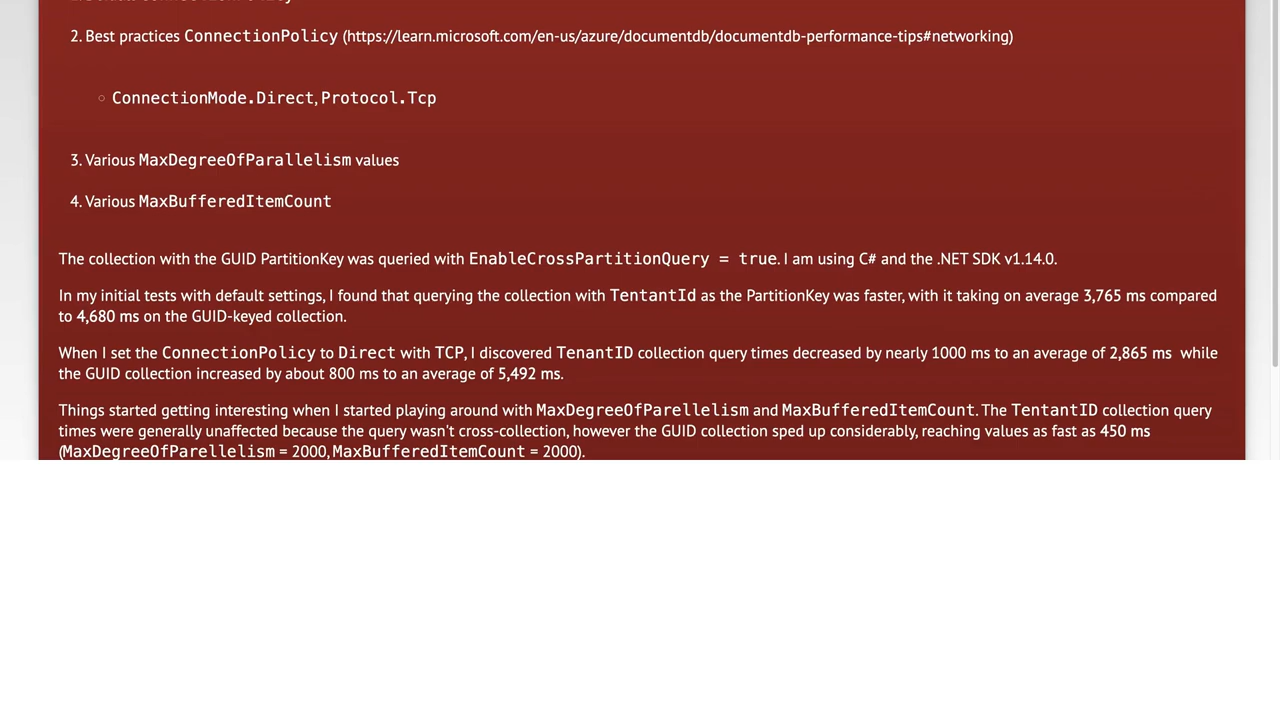 2. Best practices ConnectionPolicy (https://learn.microsoft.com/en-us/azure/documentdb/documentdb-performance-tips#networking)
○ ConnectionMode.Direct, Protocol.Tcp
3. Various MaxDegreeOfParallelism values
4. Various MaxBufferedItemCount
The collection with the GUID PartitionKey was queried with EnableCrossPartitionQuery = true. I am using C# and the .NET SDK v1.14.0.
In my initial tests with default settings, I found that querying the collection with TentantId as the PartitionKey was faster, with it taking on average 3,765 ms compared
to 4,680 ms on the GUID-keyed collection.
When I set the ConnectionPolicy to Direct with TCP, I discovered TenantID collection query times decreased by nearly 1000 ms to an average of 2,865 ms while
the GUID collection increased by about 800 ms to an average of 5,492 ms.
Things started getting interesting when I started playing around with MaxDegreeOfParellelism and MaxBufferedItemCount. The TentantID collection query
times were generally unaffected because the query wasn't cross-collection, however the GUID collection sped up considerably, reaching values as fast as 450 ms
(MaxDegreeOfParellelism = 2000, MaxBufferedItemCount = 2000).